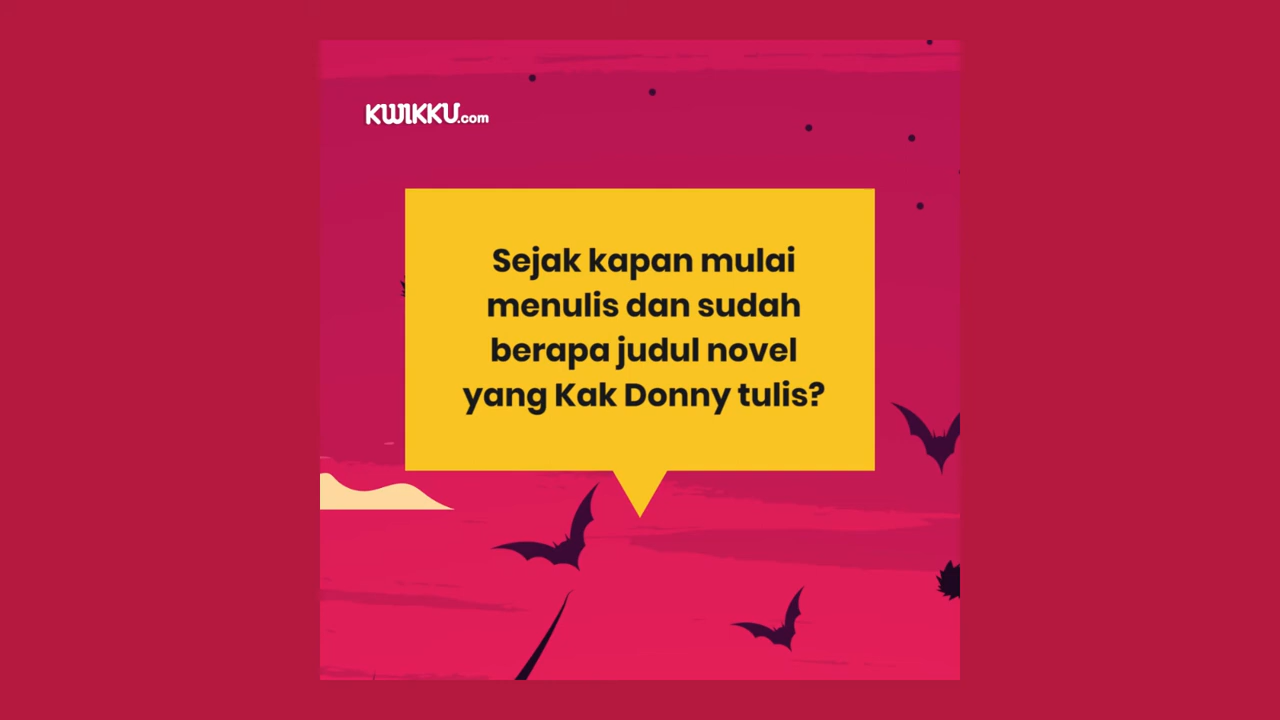 KWIKKU.com
Sejak kapan mulai
menulis dan sudah
berapa judul novel
yang Kak Donny tulis?